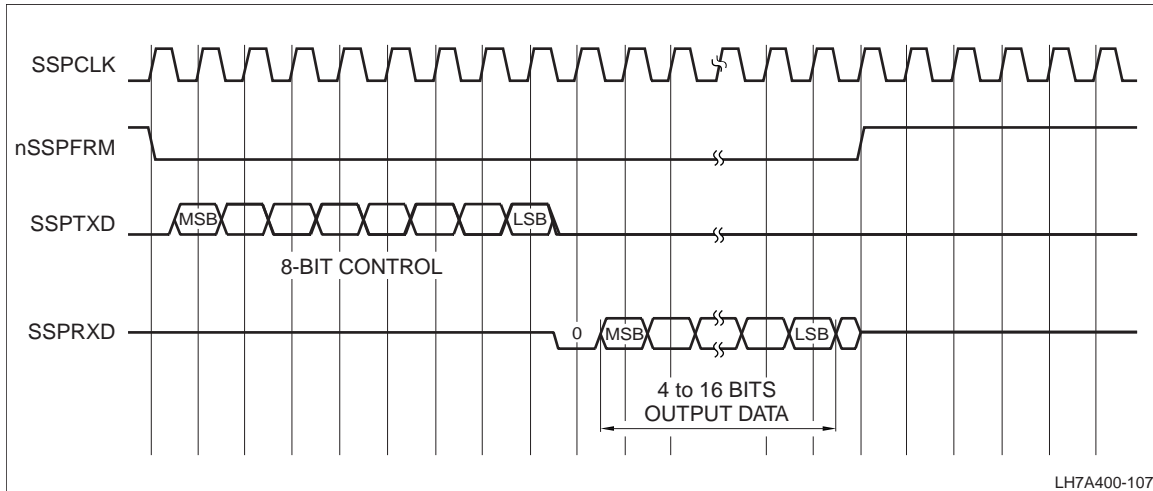 SSPCLK
nSSPFRM
SSPTXD
MSB
LSB
8-BIT CONTROL
SSPRXD
0
MSB
LSB
4 to 16 BITS
OUTPUT DATA
LH7A400-107